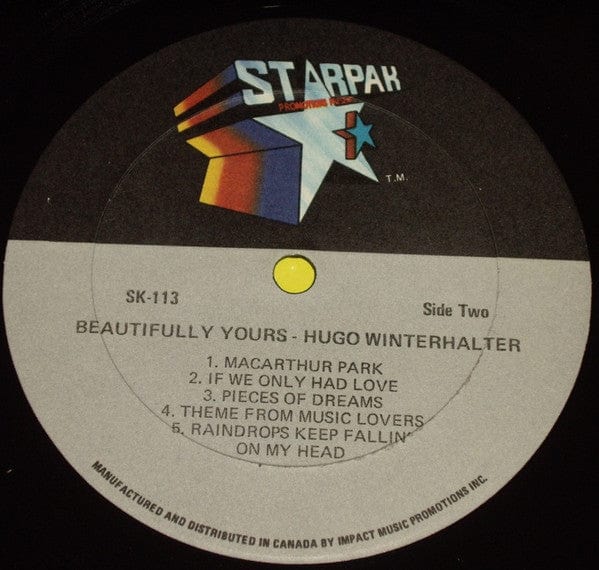 STARPAK
PROMOTIONS
T.M.
SK-113
Side Two
BEAUTIFULLY YOURS - HUGO WINTERHALTER
1. MACARTHUR PARK
2. IF WE ONLY HAD LOVE
3. PIECES OF DREAMS
4. THEME FROM MUSIC LOVERS
5. RAINDROPS KEEP FALLIN'
ON MY HEAD
MANUFACTURED AND DISTRIBUTED IN CANADA BY IMPACT MUSIC PROMOTIONS INC.